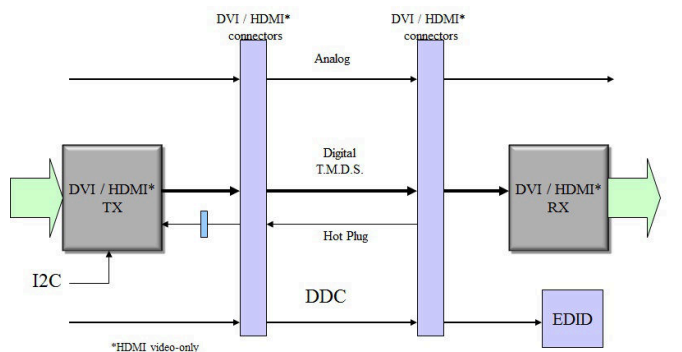 DVI / HDMI*
connectors
DVI / HDMI*
connectors
Analog
Digital
T.M.D.S.
DVI / HDMI*
TX
DVI / HDMI*
RX
Hot Plug
I2C
DDC
EDID
*HDMI video-only